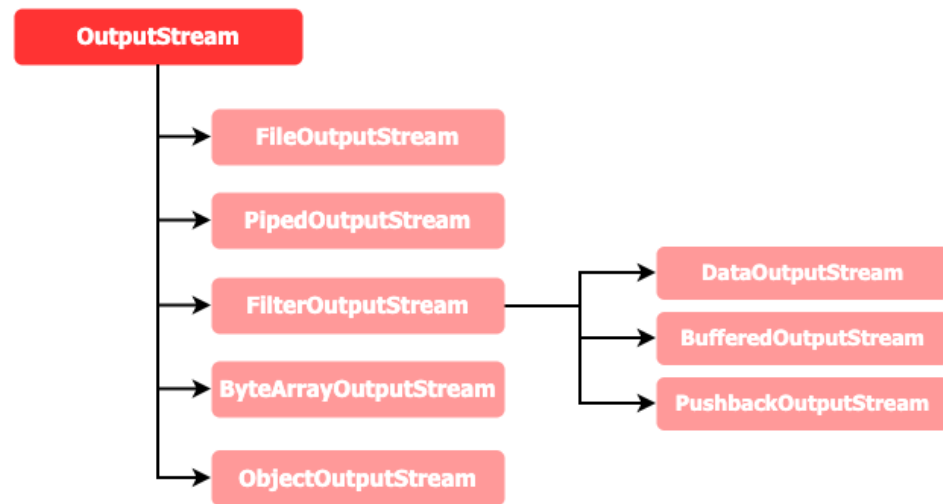 OutputStream
FileOutputStream
PipedOutputStream
FilterOutputStream
ByteArrayOutputStream
ObjectOutputStream
DataOutputStream
BufferedOutputStream
PushbackOutputStream